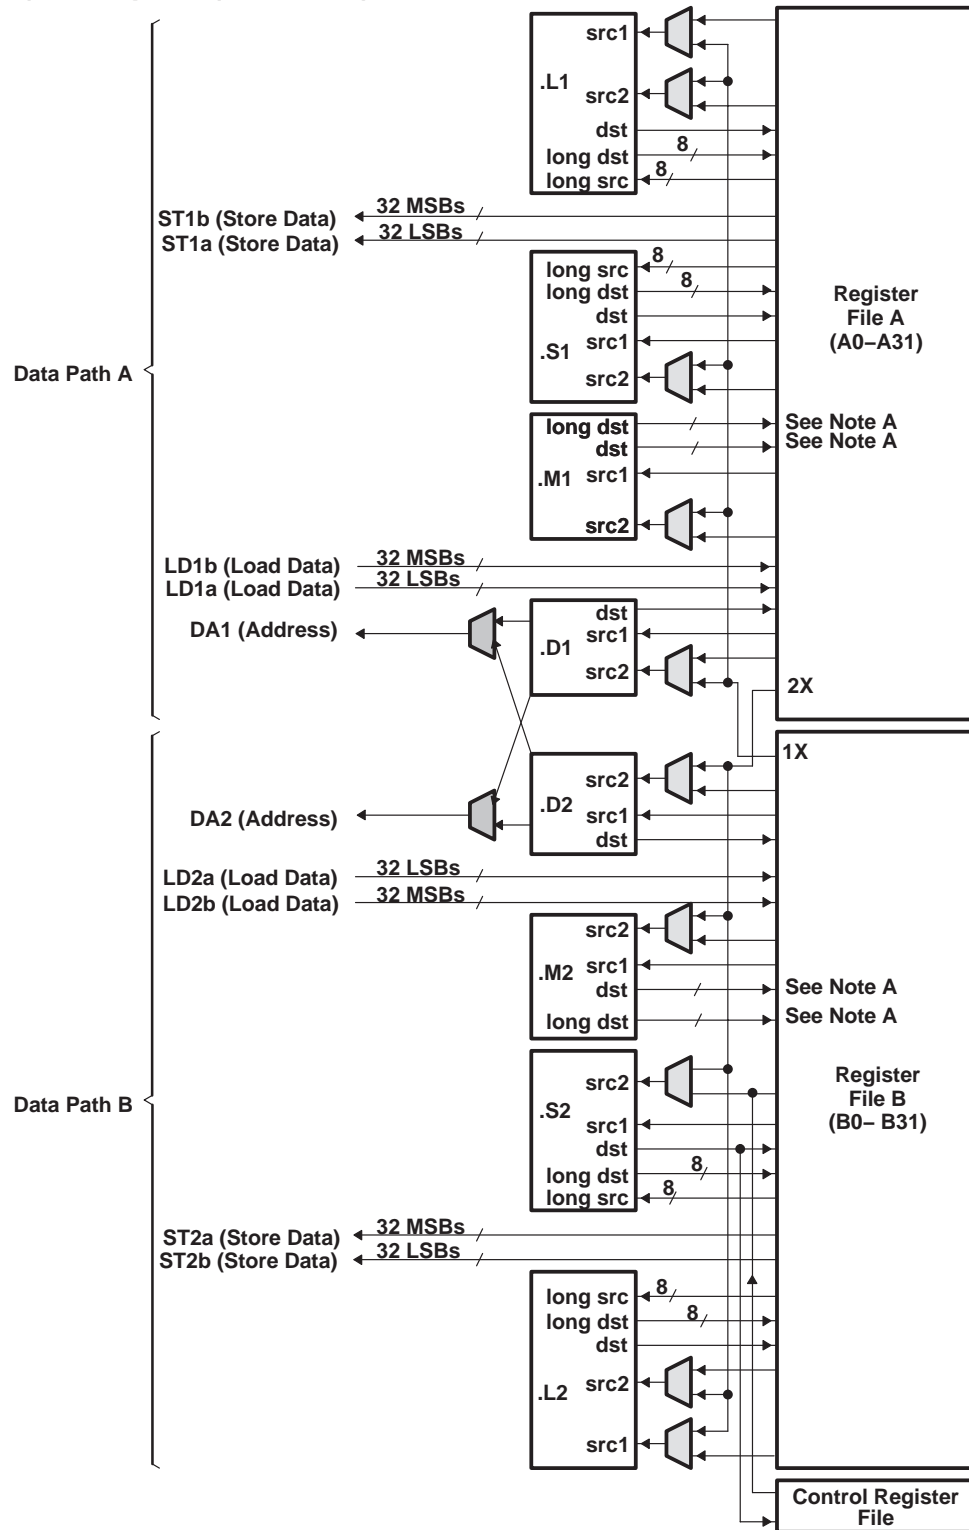 src1
.L1
src2
dst
long dst
8
long src
8
ST1b (Store Data)
32 MSBs
ST1a (Store Data)
32 LSBs
long src
8
long dst
8
dst
.S1
src1
src2
Register
File A
(A0–A31)
Data Path A
long dst
See Note A
dst
See Note A
.M1
src1
src2
LD1b (Load Data)
32 MSBs
LD1a (Load Data)
32 LSBs
DA1 (Address)
dst
src1
.D1
src2
2X
1X
src2
.D2
src1
dst
DA2 (Address)
LD2a (Load Data)
32 LSBs
LD2b (Load Data)
32 MSBs
src2
.M2
src1
dst
See Note A
long dst
See Note A
src2
.S2
src1
dst
long dst
8
long src
8
Register
File B
(B0– B31)
Data Path B
ST2a (Store Data)
32 MSBs
ST2b (Store Data)
32 LSBs
long src
8
long dst
8
dst
.L2
src2
src1
Control Register
File